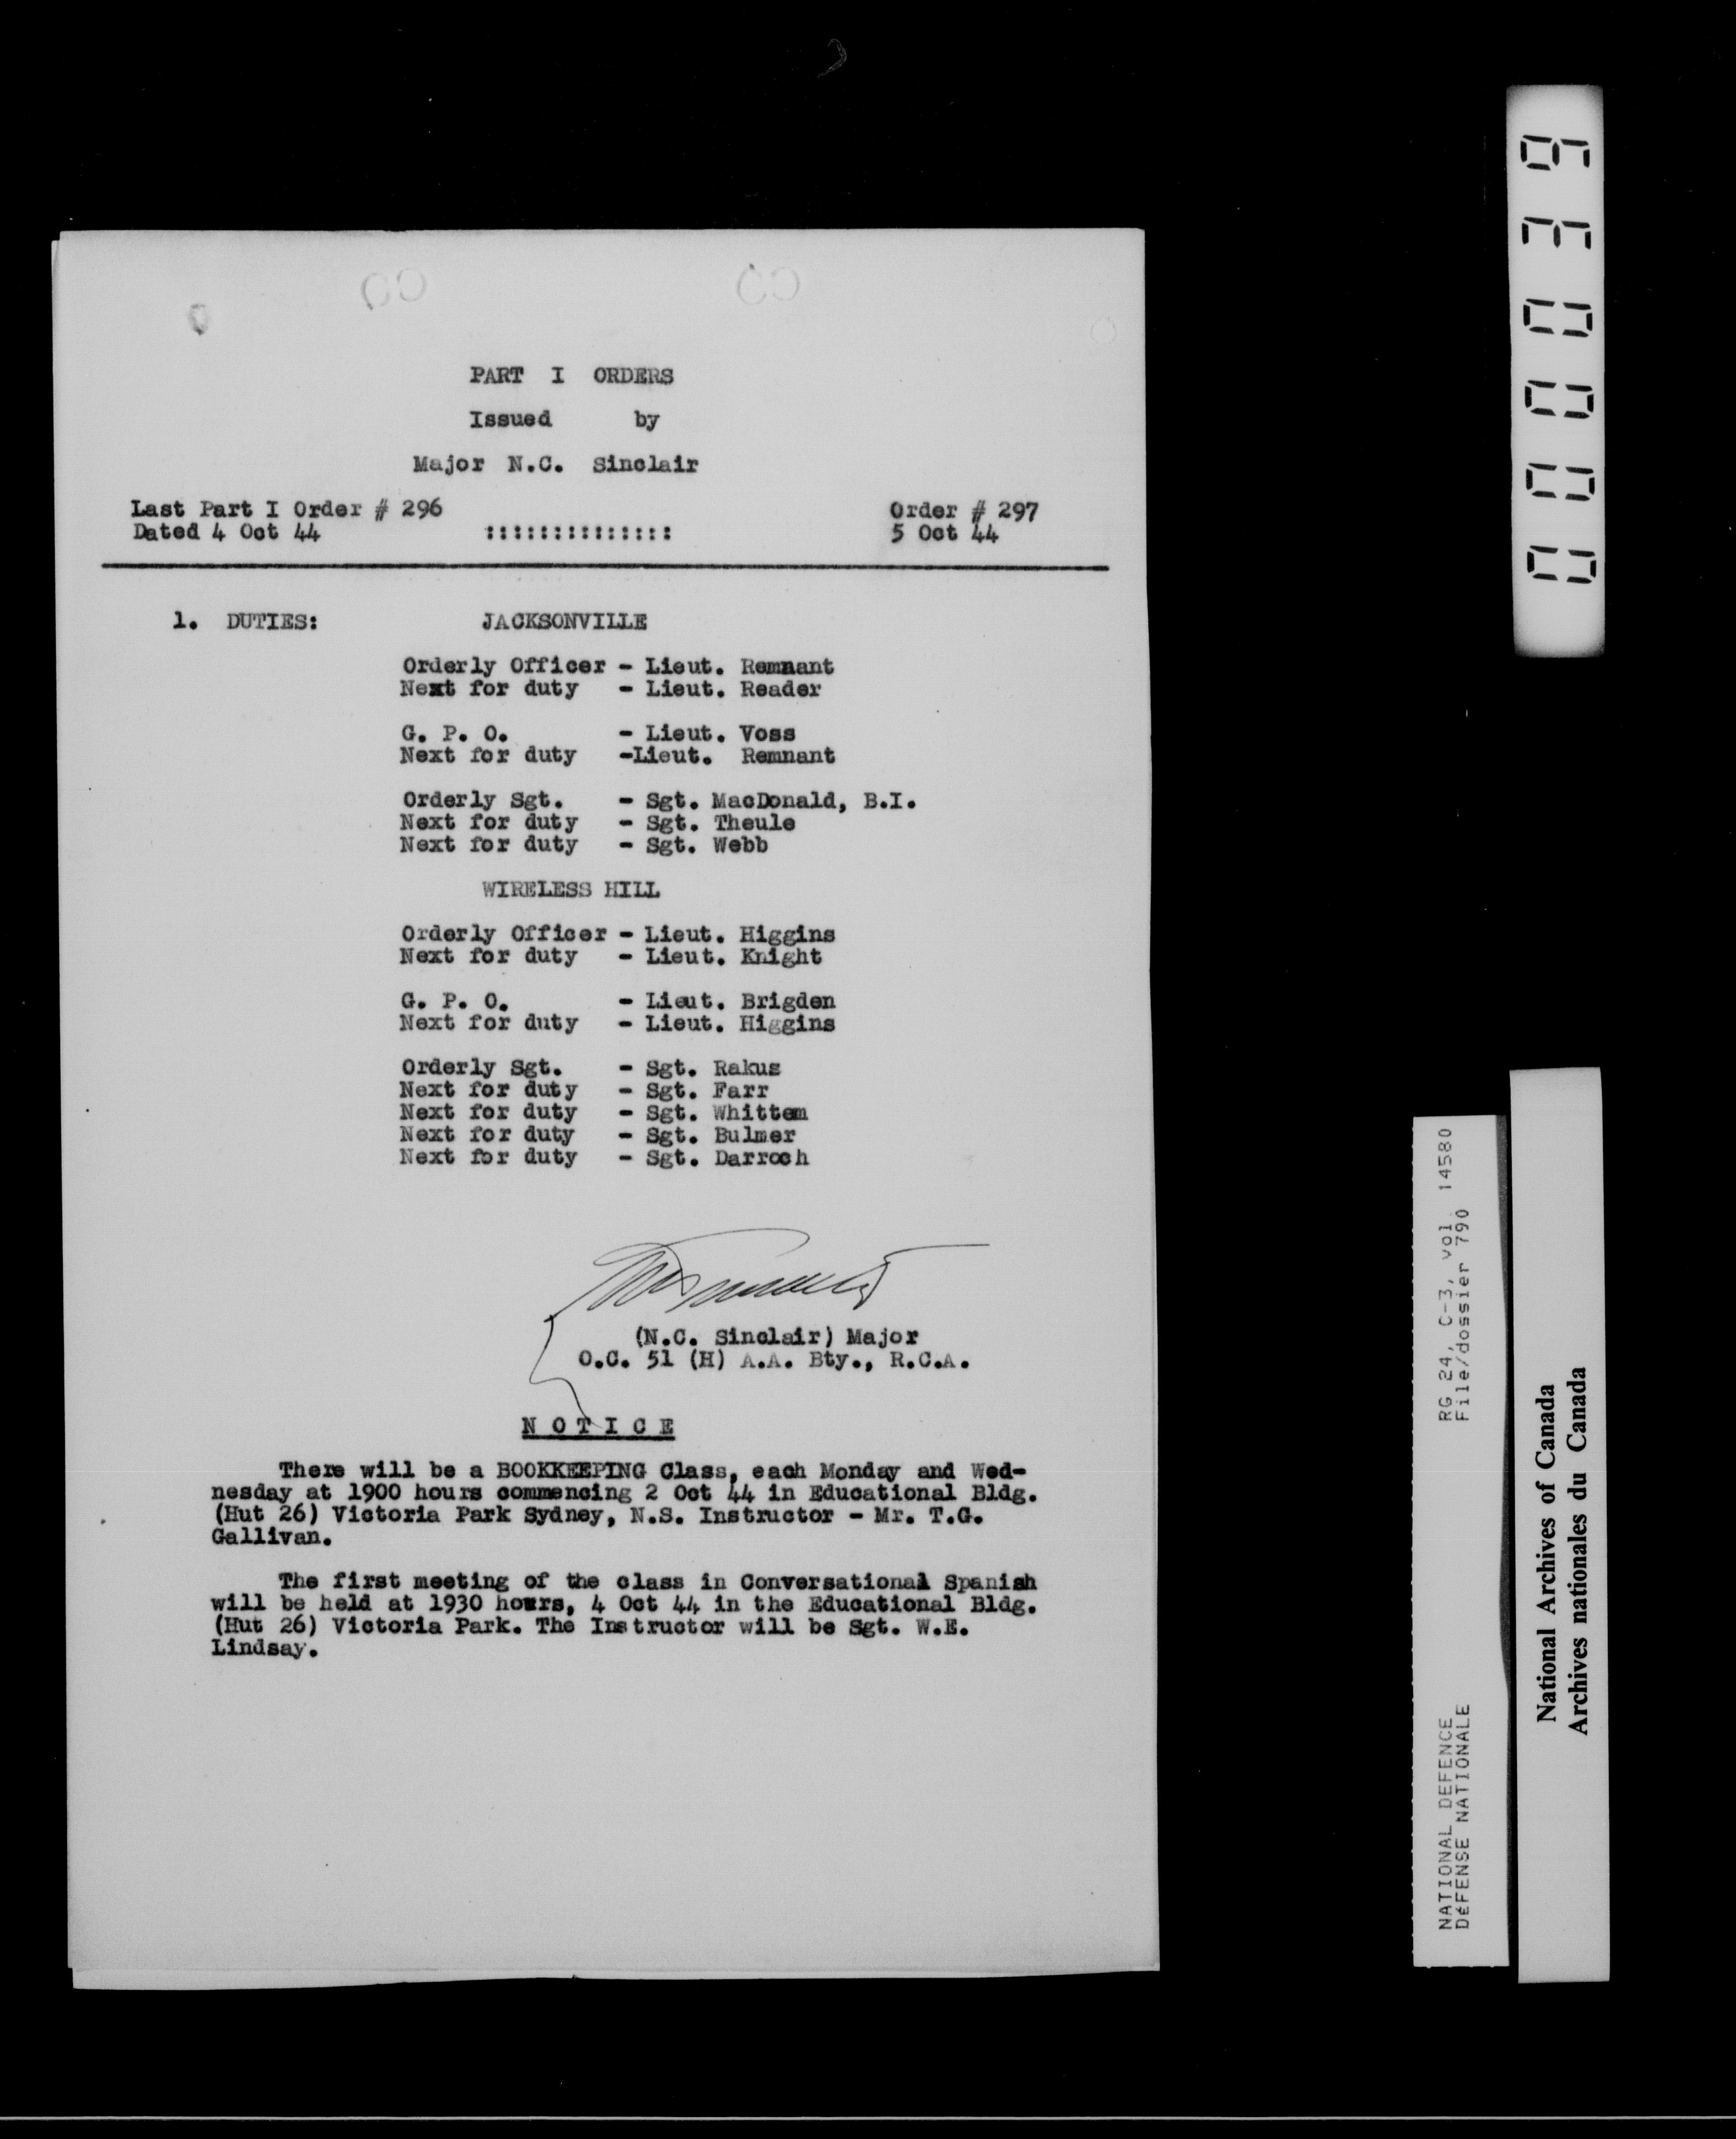 PART I ORDERS
Issued by
Major N.C. Sinclair
Last Part I Order # 296
Dated 4 Oct 44
::::::::::::::
Order # 297
5 Oct 44
1. DUTIES: JACKSONVILLE
Orderly Officer - Lieut. Remnant
Next for duty - Lieut. Reader
G. P. O. - Lieut. Voss
Next for duty -Lieut. Remnant
Orderly Sgt. - Sgt. MacDonald, B.I.
Next for duty - Sgt. Theule
Next for duty - Sgt. Webb
WIRELESS HILL
Orderly Officer - Lieut. Higgins
Next for duty - Lieut. Knight
G. P. O. - Lieut. Brigden
Next for duty - Lieut. Higgins
Orderly Sgt. - Sgt. Rakus
Next for duty - Sgt. Farr
Next for duty - Sgt. Whittem
Next for duty - Sgt. Bulmer
Next for duty - Sgt. Darroch
(N.C. Sinclair) Major
O.C. 51 (H) A.A. Bty., R.C.A.
NOTICE
There will be a BOOKKEEPING Class, each Monday and Wed-
nesday at 1900 hours commencing 2 Oct 44 in Educational Bldg.
(Hut 26) Victoria Park Sydney, N.S. Instructor - Mr. T.G.
Gallivan.
The first meeting of the class in Conversational Spanish
will be held at 1930 hours, 4 Oct 44 in the Educational Bldg.
(Hut 26) Victoria Park. The Instructor will be Sgt. W.E.
Lindsay.
000039
NATIONAL DEFENCE RG 24, C-3, vol. 14580
DÉFENSE NATIONALE File/dossier 790
National Archives of Canada
Archives nationales du Canada